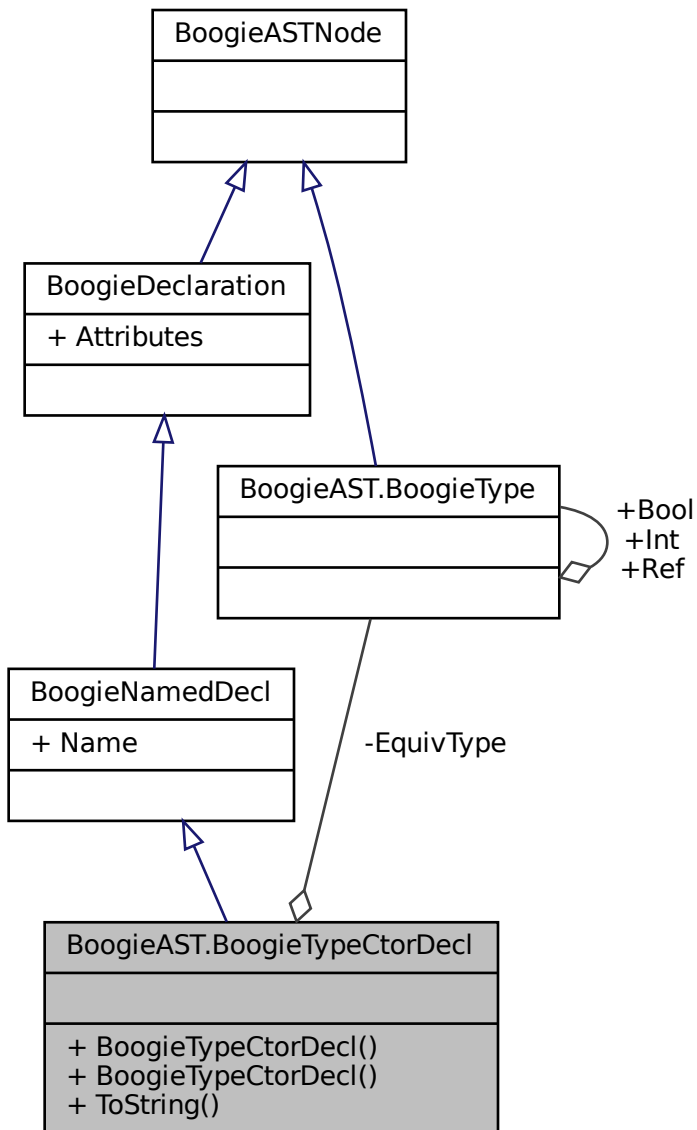 BoogieASTNode
BoogieDeclaration
+ Attributes
BoogieAST.BoogieType
+Bool
+Int
+Ref
BoogieNamedDecl
+ Name
-EquivType
BoogieAST.BoogieTypeCtorDecl
+ BoogieTypeCtorDecl()
+ BoogieTypeCtorDecl()
+ ToString()